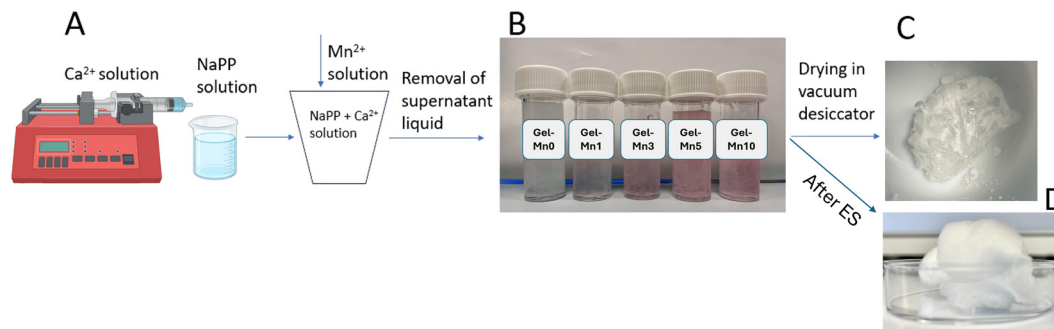 A
Ca²⁺ solution
NaPP
solution
Mn²⁺
solution
NaPP + Ca²⁺
solution
Removal of
supernatant
liquid
B
Gel-
Mn0
Gel-
Mn1
Gel-
Mn3
Gel-
Mn5
Gel-
Mn10
Drying in
vacuum
desiccator
After ES
C
D